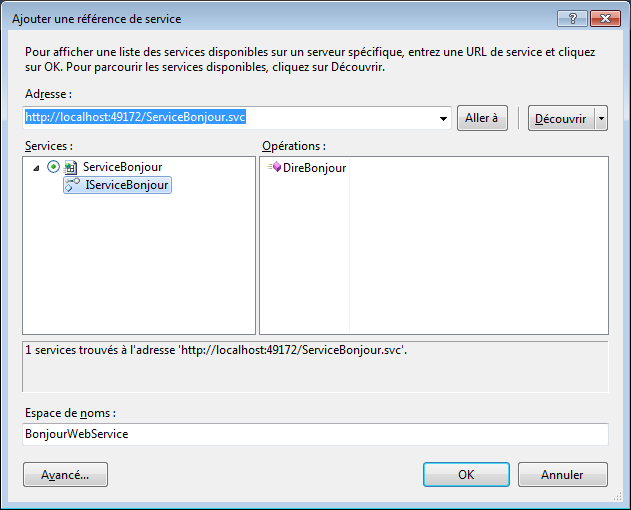 Ajouter une référence de service
Pour afficher une liste des services disponibles sur un serveur spécifique, entrez une URL de service et cliquez
sur OK. Pour parcourir les services disponibles, cliquez sur Découvrir.
Adresse :
http://localhost:49172/ServiceBonjour.svc
Aller à
Découvrir
Services :
Opérations :
ServiceBonjour
DireBonjour
IServiceBonjour
1 services trouvés à l'adresse 'http://localhost:49172/ServiceBonjour.svc'.
Espace de noms :
BonjourWebService
Avancé...
OK
Annuler